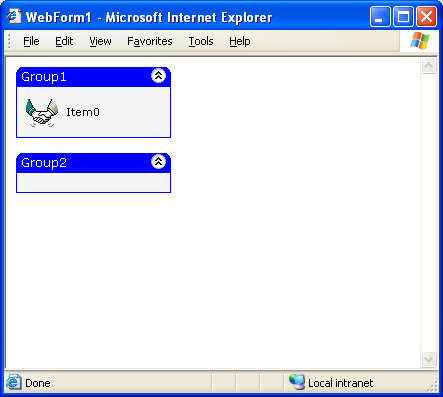 WebForm1 - Microsoft Internet Explorer
File Edit View Favorites Tools Help
Group1
Item0
Group2
Done Local intranet